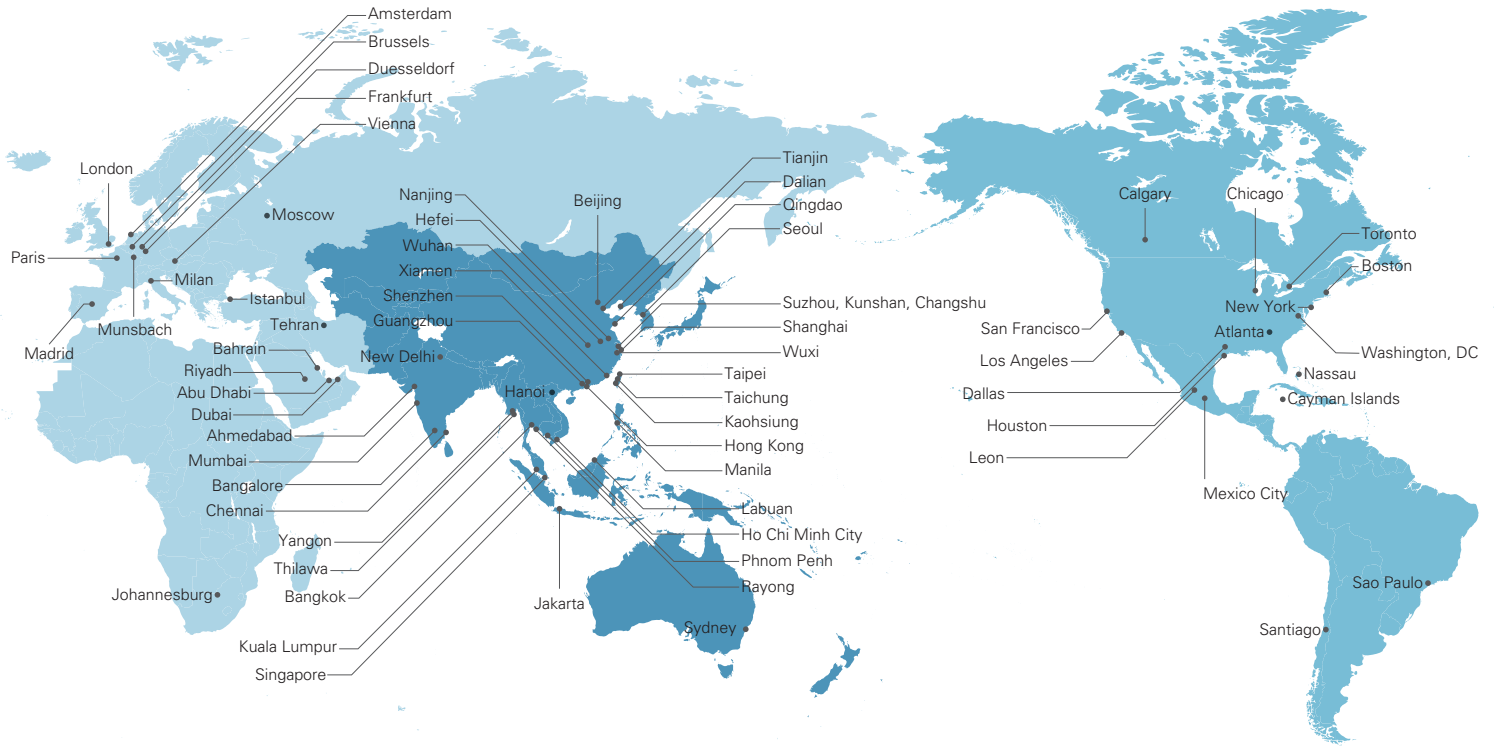 Amsterdam
Brussels
Duesseldorf
Frankfurt
Vienna
London
Moscow
Paris
Milan
Istanbul
Munsbach
Madrid
Tehran
Bahrain
Riyadh
Abu Dhabi
Dubai
Ahmedabad
Mumbai
Bangalore
Chennai
Yangon
Thilawa
Bangkok
Johannesburg
Kuala Lumpur
Singapore
Nanjing
Hefei
Wuhan
Xiamen
Shenzhen
Guangzhou
New Delhi
Hanoi
Beijing
Tianjin
Dalian
Qingdao
Seoul
Suzhou, Kunshan, Changshu
Shanghai
Wuxi
Taipei
Taichung
Kaohsiung
Hong Kong
Manila
Labuan
Ho Chi Minh City
Phnom Penh
Rayong
Jakarta
Sydney
Calgary
Chicago
Toronto
Boston
New York
Atlanta
San Francisco
Los Angeles
Washington, DC
Nassau
Dallas
Cayman Islands
Houston
Leon
Mexico City
Sao Paulo
Santiago